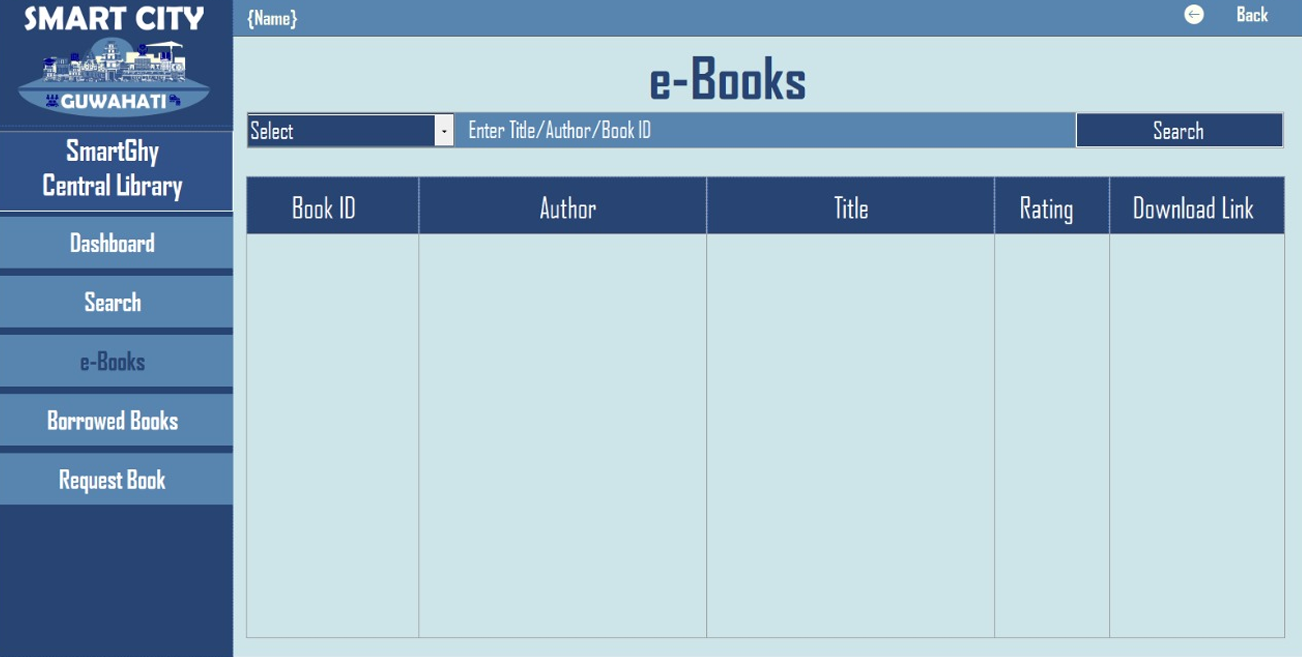 SMART CITY
GUWAHATI
SmartGhy
Central Library
Dashboard
Search
e-Books
Borrowed Books
Request Book
{Name}
Back
e-Books
Select
Enter Title/Author/Book ID
Search
Book ID Author Title Rating Download Link